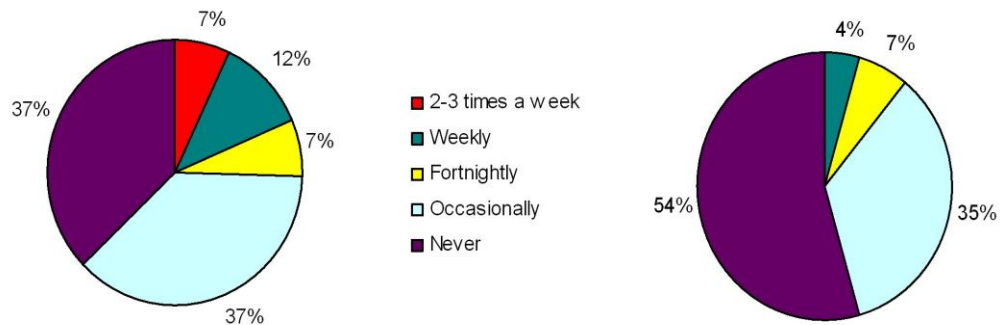 7%
12%
7%
37%
37%
2-3 times a week
Weekly
Fortnightly
Occasionally
Never
4%
7%
35%
54%